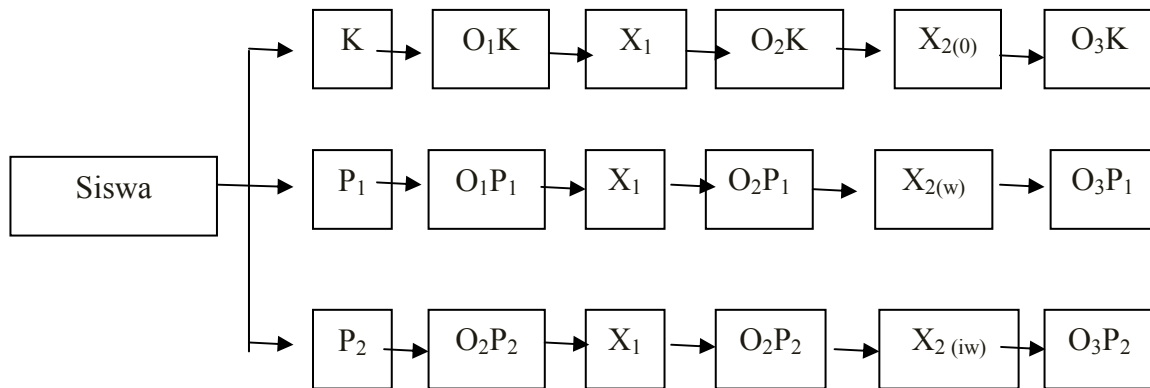 K O₁K X₁ O₂K X₂₍₀₎ O₃K
Siswa P₁ O₁P₁ X₁ O₂P₁ X₂₍w₎ O₃P₁
P₂ O₂P₂ X₁ O₂P₂ X₂ ₍iw₎ O₃P₂